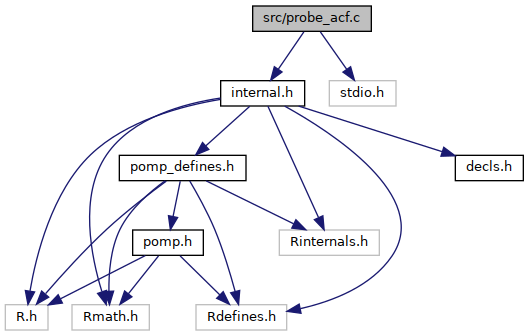 src/probe_acf.c
internal.h
stdio.h
pomp_defines.h
decls.h
pomp.h
Rinternals.h
R.h
Rmath.h
Rdefines.h